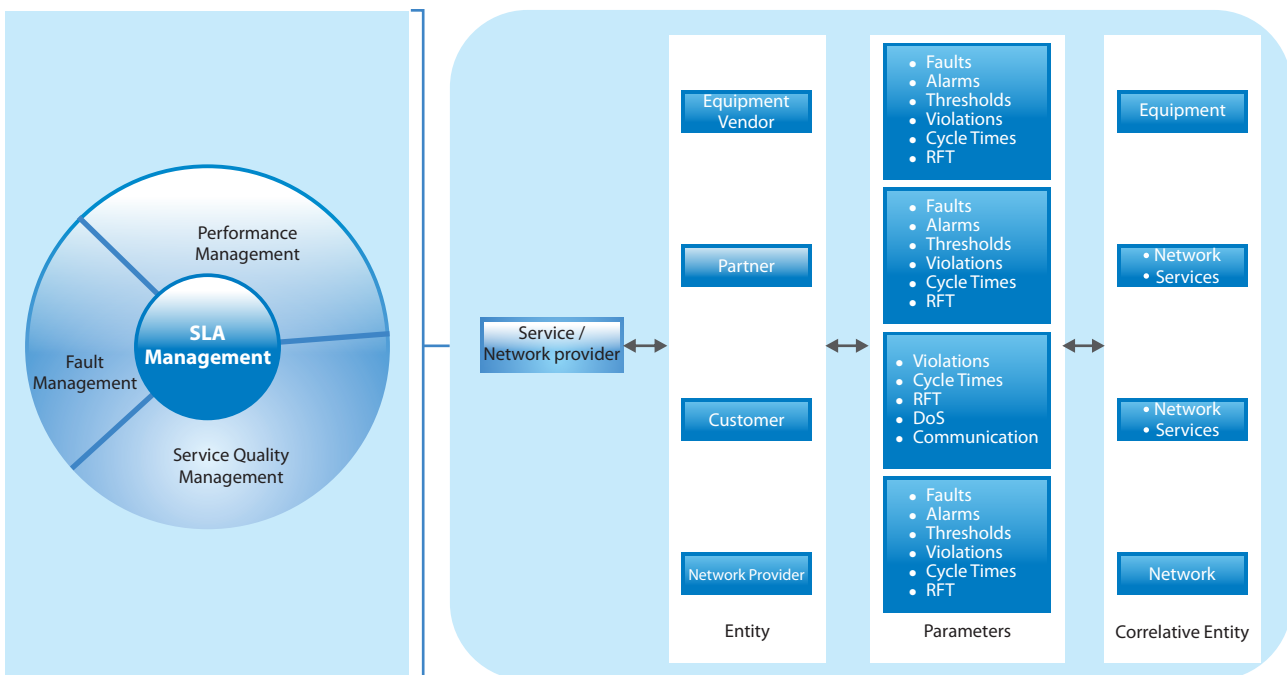 Performance
Management
SLA
Management
Fault
Management
Service Quality
Management
Service /
Network provider
Equipment
Vendor
Partner
Customer
Network Provider
Entity
• Faults
• Alarms
• Thresholds
• Violations
• Cycle Times
• RFT
• Faults
• Alarms
• Thresholds
• Violations
• Cycle Times
• RFT
• Violations
• Cycle Times
• RFT
• DoS
• Communication
• Faults
• Alarms
• Thresholds
• Violations
• Cycle Times
• RFT
Parameters
Equipment
• Network
• Services
• Network
• Services
Network
Correlative Entity